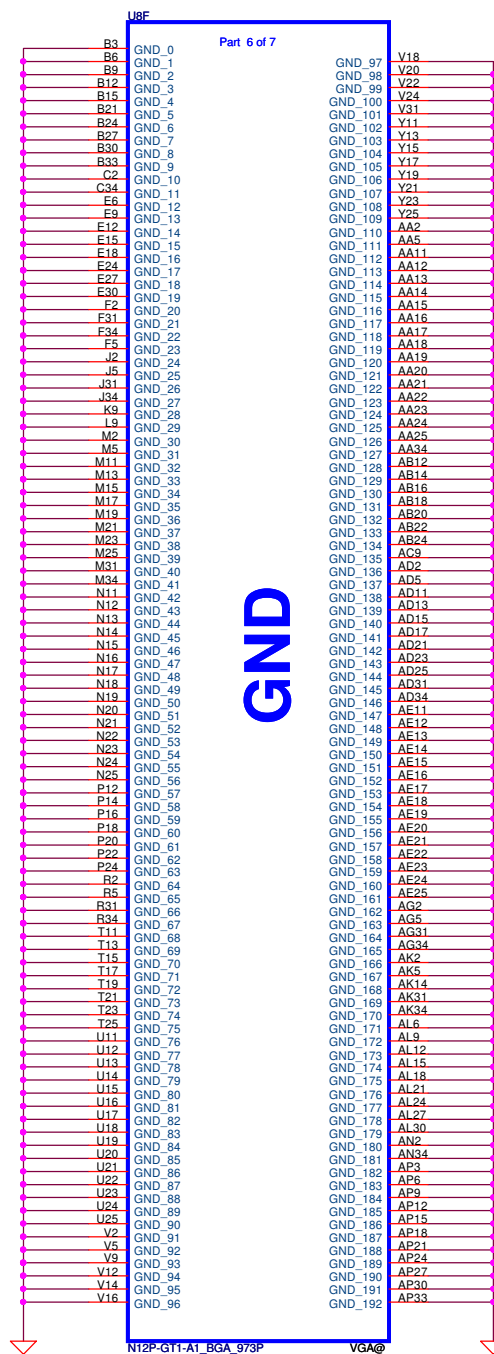 U8F
Part 6 of 7
B3 GND_0
B6 GND_1
B9 GND_2
B12 GND_3
B15 GND_4
B21 GND_5
B24 GND_6
B27 GND_7
B30 GND_8
B33 GND_9
C2 GND_10
C34 GND_11
E6 GND_12
E9 GND_13
E12 GND_14
E15 GND_15
E18 GND_16
E24 GND_17
E27 GND_18
E30 GND_19
F2 GND_20
F31 GND_21
F34 GND_22
F5 GND_23
J2 GND_24
J5 GND_25
J31 GND_26
J34 GND_27
K9 GND_28
L9 GND_29
M2 GND_30
M5 GND_31
M11 GND_32
M13 GND_33
M15 GND_34
M17 GND_35
M19 GND_36
M21 GND_37
M23 GND_38
M25 GND_39
M31 GND_40
M34 GND_41
N11 GND_42
N12 GND_43
N13 GND_44
N14 GND_45
N15 GND_46
N16 GND_47
N17 GND_48
N18 GND_49
N19 GND_50
N20 GND_51
N21 GND_52
N22 GND_53
N23 GND_54
N24 GND_55
N25 GND_56
P12 GND_57
P14 GND_58
P16 GND_59
P18 GND_60
P20 GND_61
P22 GND_62
P24 GND_63
R2 GND_64
R5 GND_65
R31 GND_66
R34 GND_67
T11 GND_68
T13 GND_69
T15 GND_70
T17 GND_71
T19 GND_72
T21 GND_73
T23 GND_74
T25 GND_75
U11 GND_76
U12 GND_77
U13 GND_78
U14 GND_79
U15 GND_80
U16 GND_81
U17 GND_82
U18 GND_83
U19 GND_84
U20 GND_85
U21 GND_86
U22 GND_87
U23 GND_88
U24 GND_89
U25 GND_90
V2 GND_91
V5 GND_92
V9 GND_93
V12 GND_94
V14 GND_95
V16 GND_96
GND
GND_97 V18
GND_98 V20
GND_99 V22
GND_100 V24
GND_101 V31
GND_102 Y11
GND_103 Y13
GND_104 Y15
GND_105 Y17
GND_106 Y19
GND_107 Y21
GND_108 Y23
GND_109 Y25
GND_110 AA2
GND_111 AA5
GND_112 AA11
GND_113 AA12
GND_114 AA13
GND_115 AA14
GND_116 AA15
GND_117 AA16
GND_118 AA17
GND_119 AA18
GND_120 AA19
GND_121 AA20
GND_122 AA21
GND_123 AA22
GND_124 AA23
GND_125 AA24
GND_126 AA25
GND_127 AA34
GND_128 AB12
GND_129 AB14
GND_130 AB16
GND_131 AB18
GND_132 AB20
GND_133 AB22
GND_134 AB24
GND_135 AC9
GND_136 AD2
GND_137 AD5
GND_138 AD11
GND_139 AD13
GND_140 AD15
GND_141 AD17
GND_142 AD21
GND_143 AD23
GND_144 AD25
GND_145 AD31
GND_146 AD34
GND_147 AE11
GND_148 AE12
GND_149 AE13
GND_150 AE14
GND_151 AE15
GND_152 AE16
GND_153 AE17
GND_154 AE18
GND_155 AE19
GND_156 AE20
GND_157 AE21
GND_158 AE22
GND_159 AE23
GND_160 AE24
GND_161 AE25
GND_162 AG2
GND_163 AG5
GND_164 AG31
GND_165 AG34
GND_166 AK2
GND_167 AK5
GND_168 AK14
GND_169 AK31
GND_170 AK34
GND_171 AL6
GND_172 AL9
GND_173 AL12
GND_174 AL15
GND_175 AL18
GND_176 AL21
GND_177 AL24
GND_178 AL27
GND_179 AL30
GND_180 AN2
GND_181 AN34
GND_182 AP3
GND_183 AP6
GND_184 AP9
GND_185 AP12
GND_186 AP15
GND_187 AP18
GND_188 AP21
GND_189 AP24
GND_190 AP27
GND_191 AP30
GND_192 AP33
N12P-GT1-A1_BGA_973P VGA@